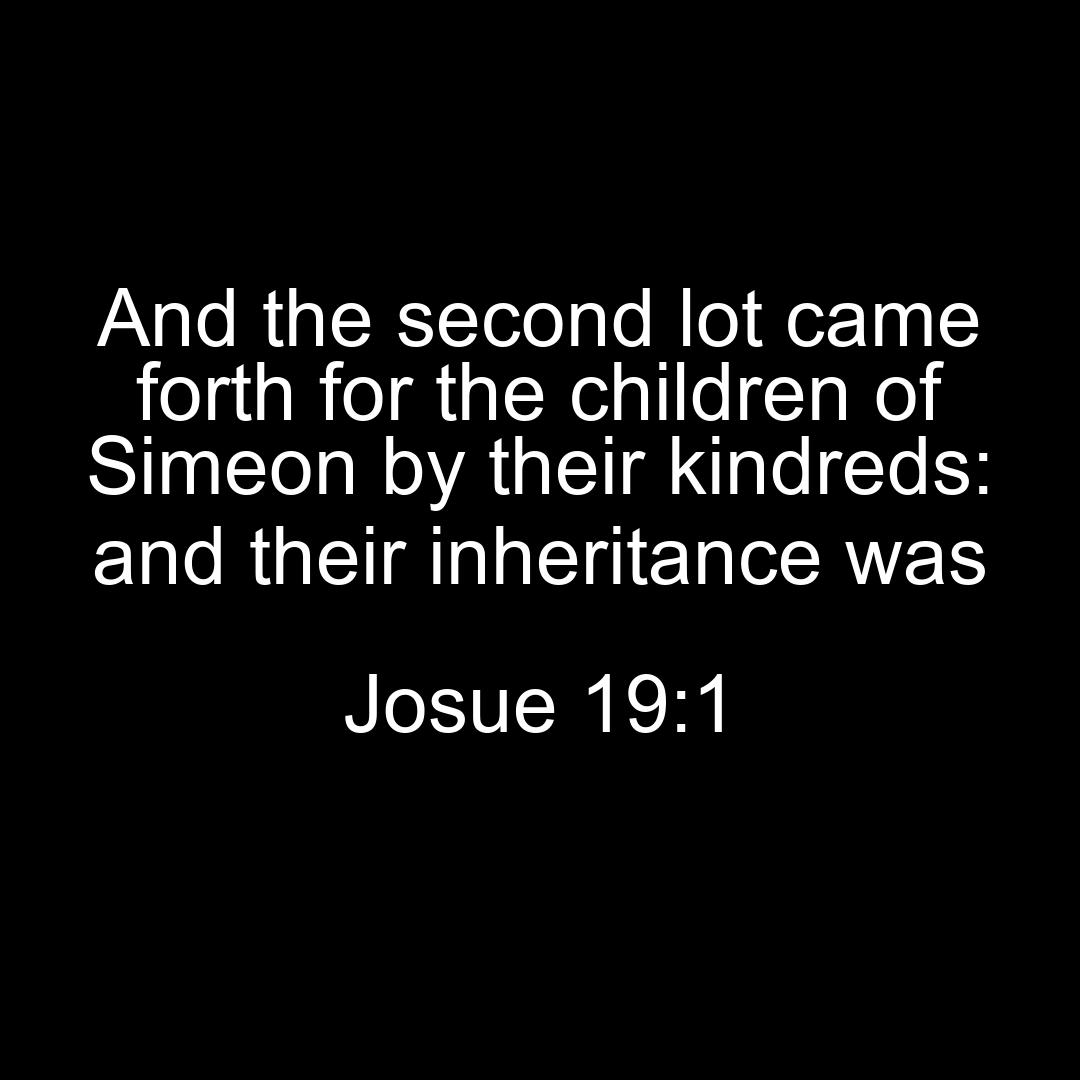 And the second lot came
forth for the children of
Simeon by their kindreds:
and their inheritance was
Josue 19:1